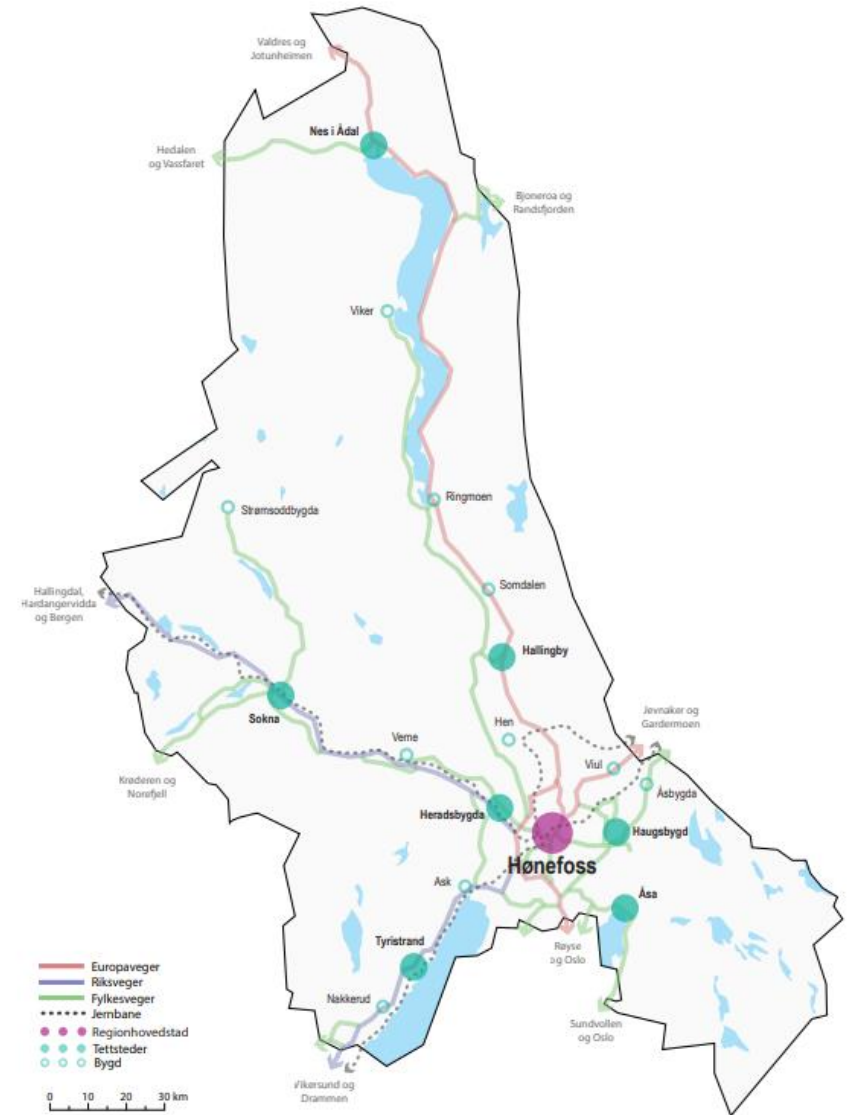 Valdres og
Jotunheimen
Nes i Ådal
Hedalen
og Vassfaret
Bjoneroa og
Randsfjorden
Viker
Ringmoen
Strømsoddbygda
Somdalen
Hallingdal,
Hardangervidda
og Bergen
Hallingby
Sokna
Hen
Jevnaker og
Gardermoen
Veme
Viul
Krøderen og
Norefjell
Åsbygda
Heradsbygda
Haugsbygd
Hønefoss
Ask
Åsa
Tyristrand
Røyse
og Oslo
Nakkerud
Sundvollen
og Oslo
Vikersund og
Drammen
Europaveger
Riksveger
Fylkesveger
Jernbane
Regionhovedstad
Tettsteder
Bygd
0 10 20 30 km